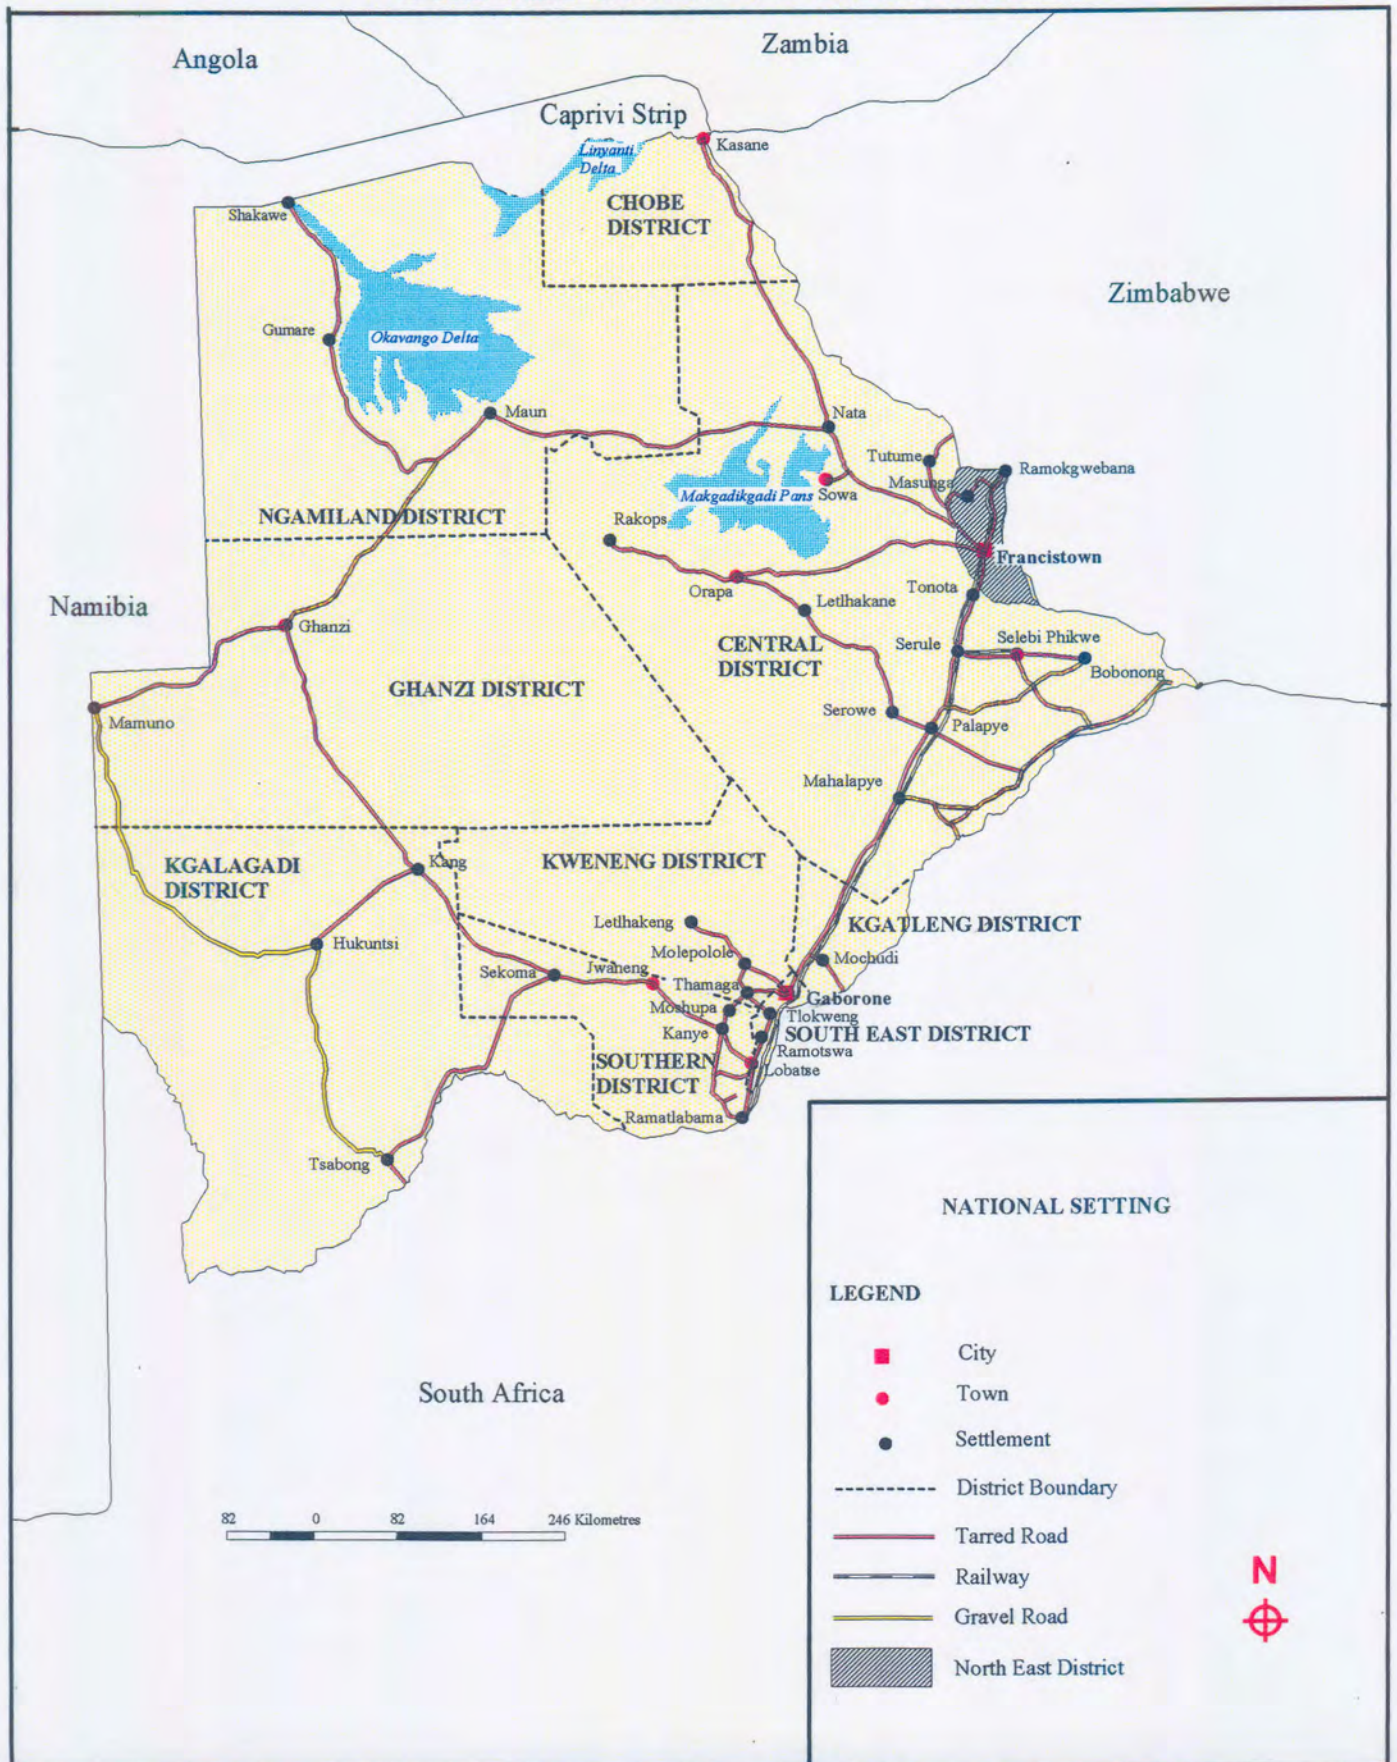 Angola
Zambia
Caprivi Strip
Linyanti
Delta
Kasane
Shakawe
CHOBE
DISTRICT
Zimbabwe
Gumare
Okavango Delta
Maun
Nata
Tutume
Ramokgwebana
Masunga
Makgadikgadi Pans
Sowa
NGAMILAND DISTRICT
Rakops
Francistown
Orapa
Tonota
Letlhakane
Namibia
Ghanzi
Selebi Phikwe
Serule
CENTRAL
DISTRICT
Bobonong
GHANZI DISTRICT
Serowe
Mamuno
Palapye
Mahalapye
Kang
KWENENG DISTRICT
KGALAGADI
DISTRICT
Letlhakeng
KGATLENG DISTRICT
Hukuntsi
Molepolole
Mochudi
Sekoma
Jwaneng
Thamaga
Gaborone
Moshupa
Tlokweng
Kanye
SOUTH EAST DISTRICT
Ramotswa
SOUTHERN
DISTRICT
Lobatse
Ramatlabama
Tsabong
NATIONAL SETTING
LEGEND
City
Town
Settlement
District Boundary
Tarred Road
Railway
Gravel Road
North East District
N
South Africa
82 0 82 164 246 Kilometres